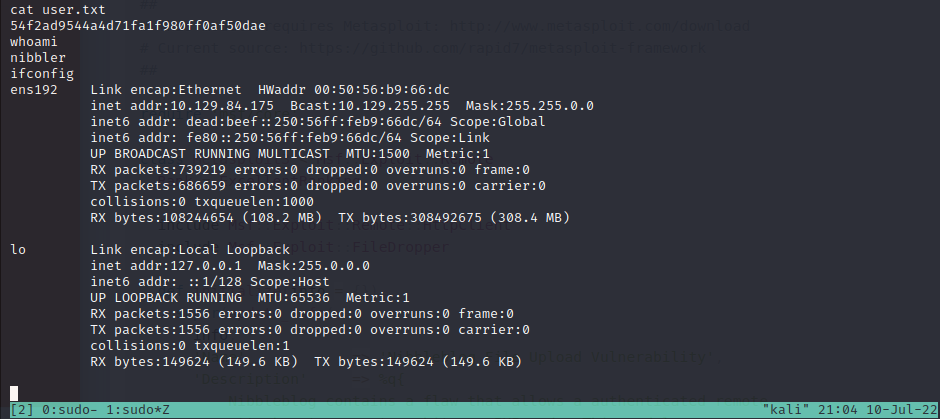 cat user.txt
54f2ad9544a4d71fa1f980ff0af50dae
whoami
nibbler
ifconfig
ens192    Link encap:Ethernet  HWaddr 00:50:56:b9:66:dc
          inet addr:10.129.84.175  Bcast:10.129.255.255  Mask:255.255.0.0
          inet6 addr: dead:beef::250:56ff:feb9:66dc/64 Scope:Global
          inet6 addr: fe80::250:56ff:feb9:66dc/64 Scope:Link
          UP BROADCAST RUNNING MULTICAST  MTU:1500  Metric:1
          RX packets:739219 errors:0 dropped:0 overruns:0 frame:0
          TX packets:686659 errors:0 dropped:0 overruns:0 carrier:0
          collisions:0 txqueuelen:1000
          RX bytes:108244654 (108.2 MB)  TX bytes:308492675 (308.4 MB)
lo        Link encap:Local Loopback
          inet addr:127.0.0.1  Mask:255.0.0.0
          inet6 addr: ::1/128 Scope:Host
          UP LOOPBACK RUNNING  MTU:65536  Metric:1
          RX packets:1556 errors:0 dropped:0 overruns:0 frame:0
          TX packets:1556 errors:0 dropped:0 overruns:0 carrier:0
          collisions:0 txqueuelen:1
          RX bytes:149624 (149.6 KB)  TX bytes:149624 (149.6 KB)
[2] 0:sudo- 1:sudo*Z "kali" 21:04 10-Jul-22